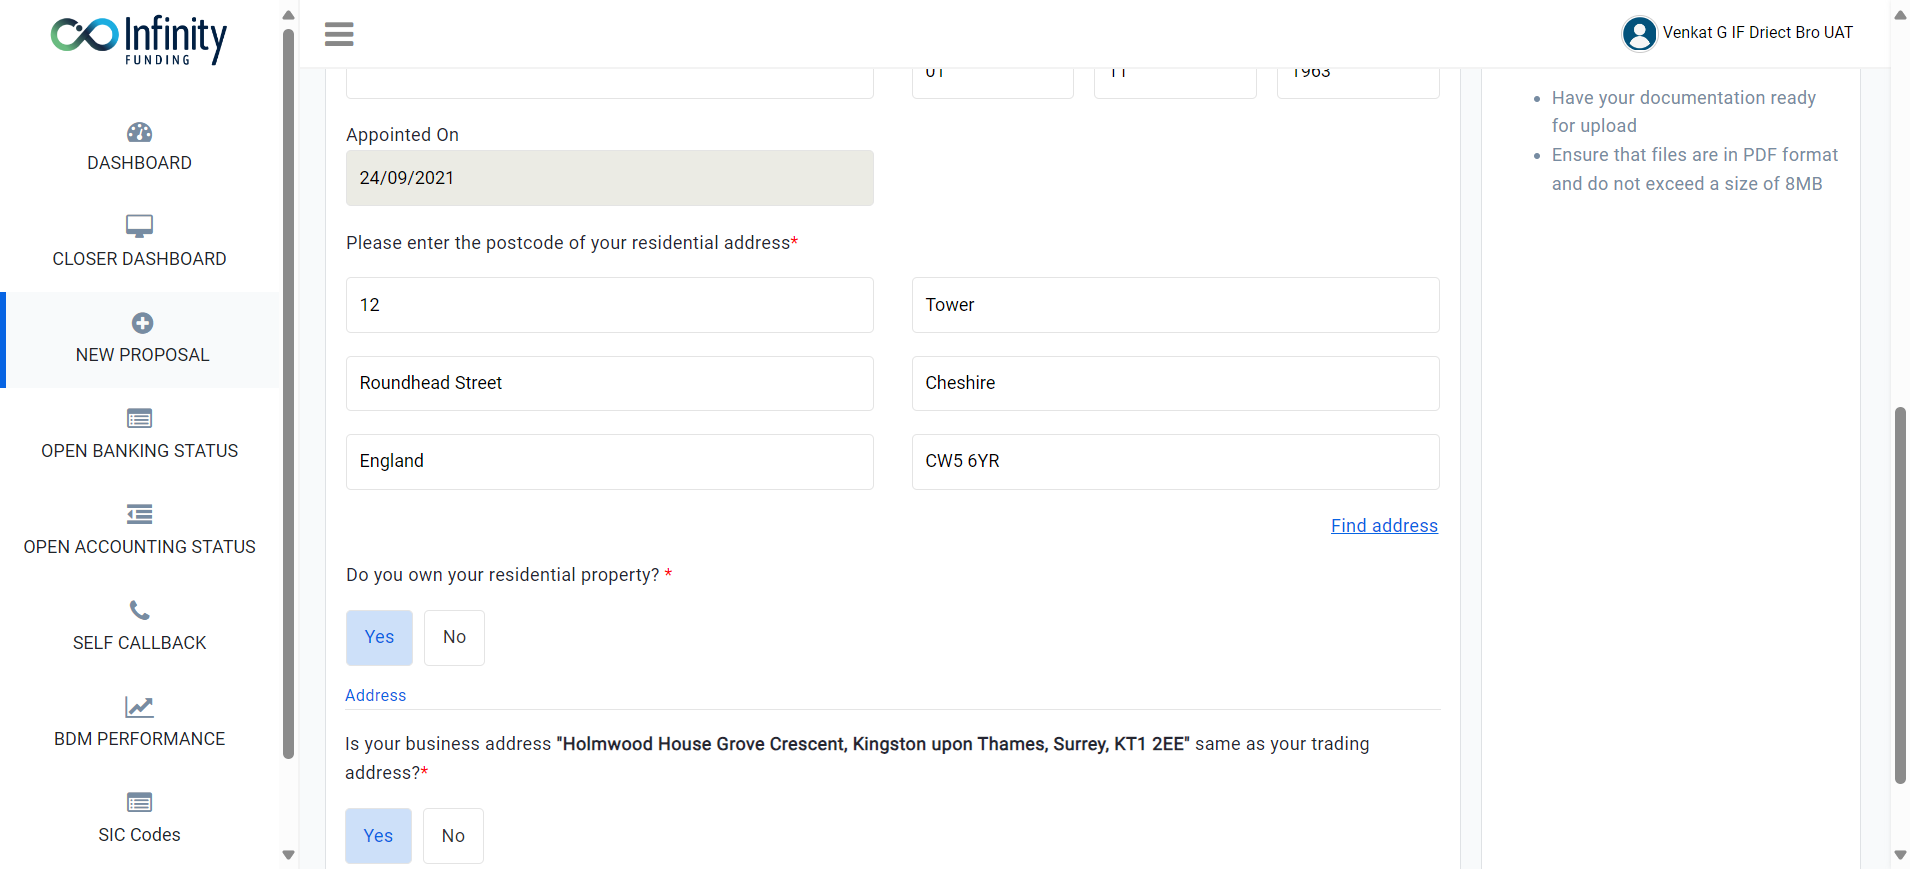 Infinity
FUNDING
DASHBOARD
CLOSER DASHBOARD
NEW PROPOSAL
OPEN BANKING STATUS
OPEN ACCOUNTING STATUS
SELF CALLBACK
BDM PERFORMANCE
SIC Codes
Venkat G IF Driect Bro UAT
01
11
1963
Appointed On
24/09/2021
Please enter the postcode of your residential address*
12
Tower
Roundhead Street
Cheshire
England
CW5 6YR
Find address
Do you own your residential property? *
Yes
No
Address
Is your business address "Holmwood House Grove Crescent, Kingston upon Thames, Surrey, KT1 2EE" same as your trading
address?*
Yes
No
Have your documentation ready
for upload
Ensure that files are in PDF format
and do not exceed a size of 8MB